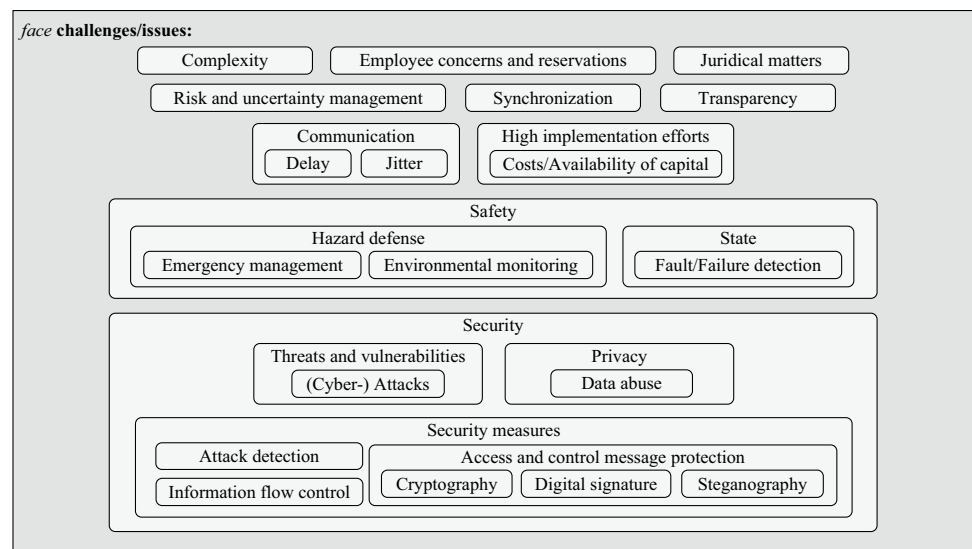 face challenges/issues:
Complexity Employee concerns and reservations Juridical matters
Risk and uncertainty management Synchronization Transparency
Communication High implementation efforts
Delay Jitter Costs/Availability of capital
Safety
Hazard defense State
Emergency management Environmental monitoring Fault/Failure detection
Security
Threats and vulnerabilities Privacy
(Cyber-) Attacks Data abuse
Security measures
Attack detection Access and control message protection
Information flow control Cryptography Digital signature Steganography